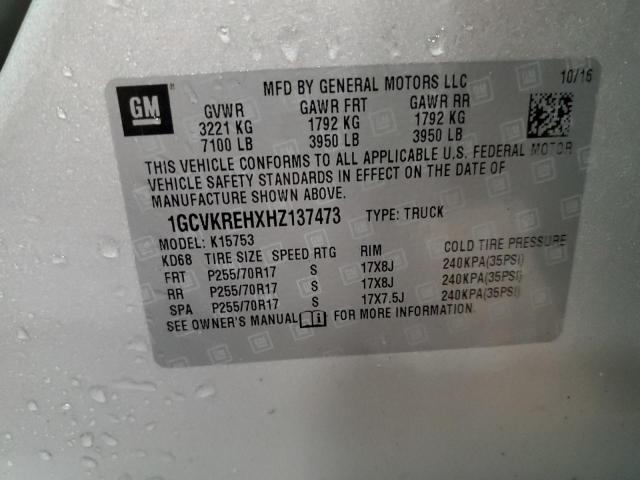 GM
MFD BY GENERAL MOTORS LLC
10/16
GVWR GAWR FRT GAWR RR
3221 KG 1792 KG 1792 KG
7100 LB 3950 LB 3950 LB
THIS VEHICLE CONFORMS TO ALL APPLICABLE U.S. FEDERAL MOTOR
VEHICLE SAFETY STANDARDS IN EFFECT ON THE DATE OF
MANUFACTURE SHOWN ABOVE.
1GCVKREHXHZ137473 TYPE: TRUCK
MODEL: K15753
KD68 TIRE SIZE SPEED RTG RIM COLD TIRE PRESSURE
FRT P255/70R17 S 17X8J 240KPA(35PSI)
RR P255/70R17 S 17X8J 240KPA(35PSI)
SPA P255/70R17 S 17X7.5J 240KPA(35PSI)
SEE OWNER'S MANUAL FOR MORE INFORMATION.